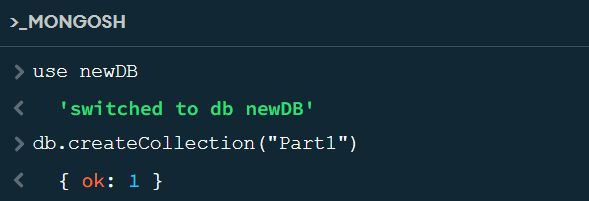 >_MONGOSH
> use newDB
< 'switched to db newDB'
> db.createCollection("Part1")
< { ok: 1 }